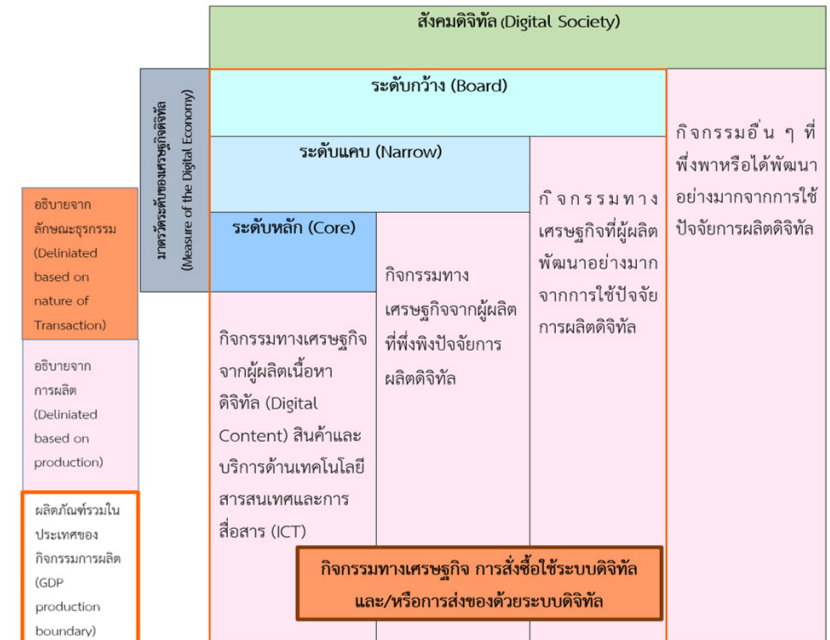 สังคมดิจิทัล (Digital Society)
มาตรวัดระดับของเศรษฐกิจดิจิทัล
(Measure of the Digital Economy)
ระดับกว้าง (Board)
ระดับแคบ (Narrow)
ระดับหลัก (Core)
กิจกรรมทางเศรษฐกิจ
จากผู้ผลิตเนื้อหา
ดิจิทัล (Digital
Content) สินค้าและ
บริการด้านเทคโนโลยี
สารสนเทศและการ
สื่อสาร (ICT)
กิจกรรมทาง
เศรษฐกิจจากผู้ผลิต
ที่พึ่งพิงปัจจัยการ
ผลิตดิจิทัล
กิจกรรมทาง
เศรษฐกิจที่ผู้ผลิต
พัฒนาอย่างมาก
จากการใช้ปัจจัย
การผลิตดิจิทัล
กิจกรรมอื่น ๆ ที่
พึ่งพาหรือได้พัฒนา
อย่างมากจากการใช้
ปัจจัยการผลิตดิจิทัล
กิจกรรมทางเศรษฐกิจ การสั่งซื้อใช้ระบบดิจิทัล
และ/หรือการส่งของด้วยระบบดิจิทัล
อธิบายจาก
ลักษณะธุรกรรม
(Deliniated
based on
nature of
Transaction)
อธิบายจาก
การผลิต
(Deliniated
based on
production)
ผลิตภัณฑ์รวมใน
ประเทศของ
กิจกรรมการผลิต
(GDP
production
boundary)